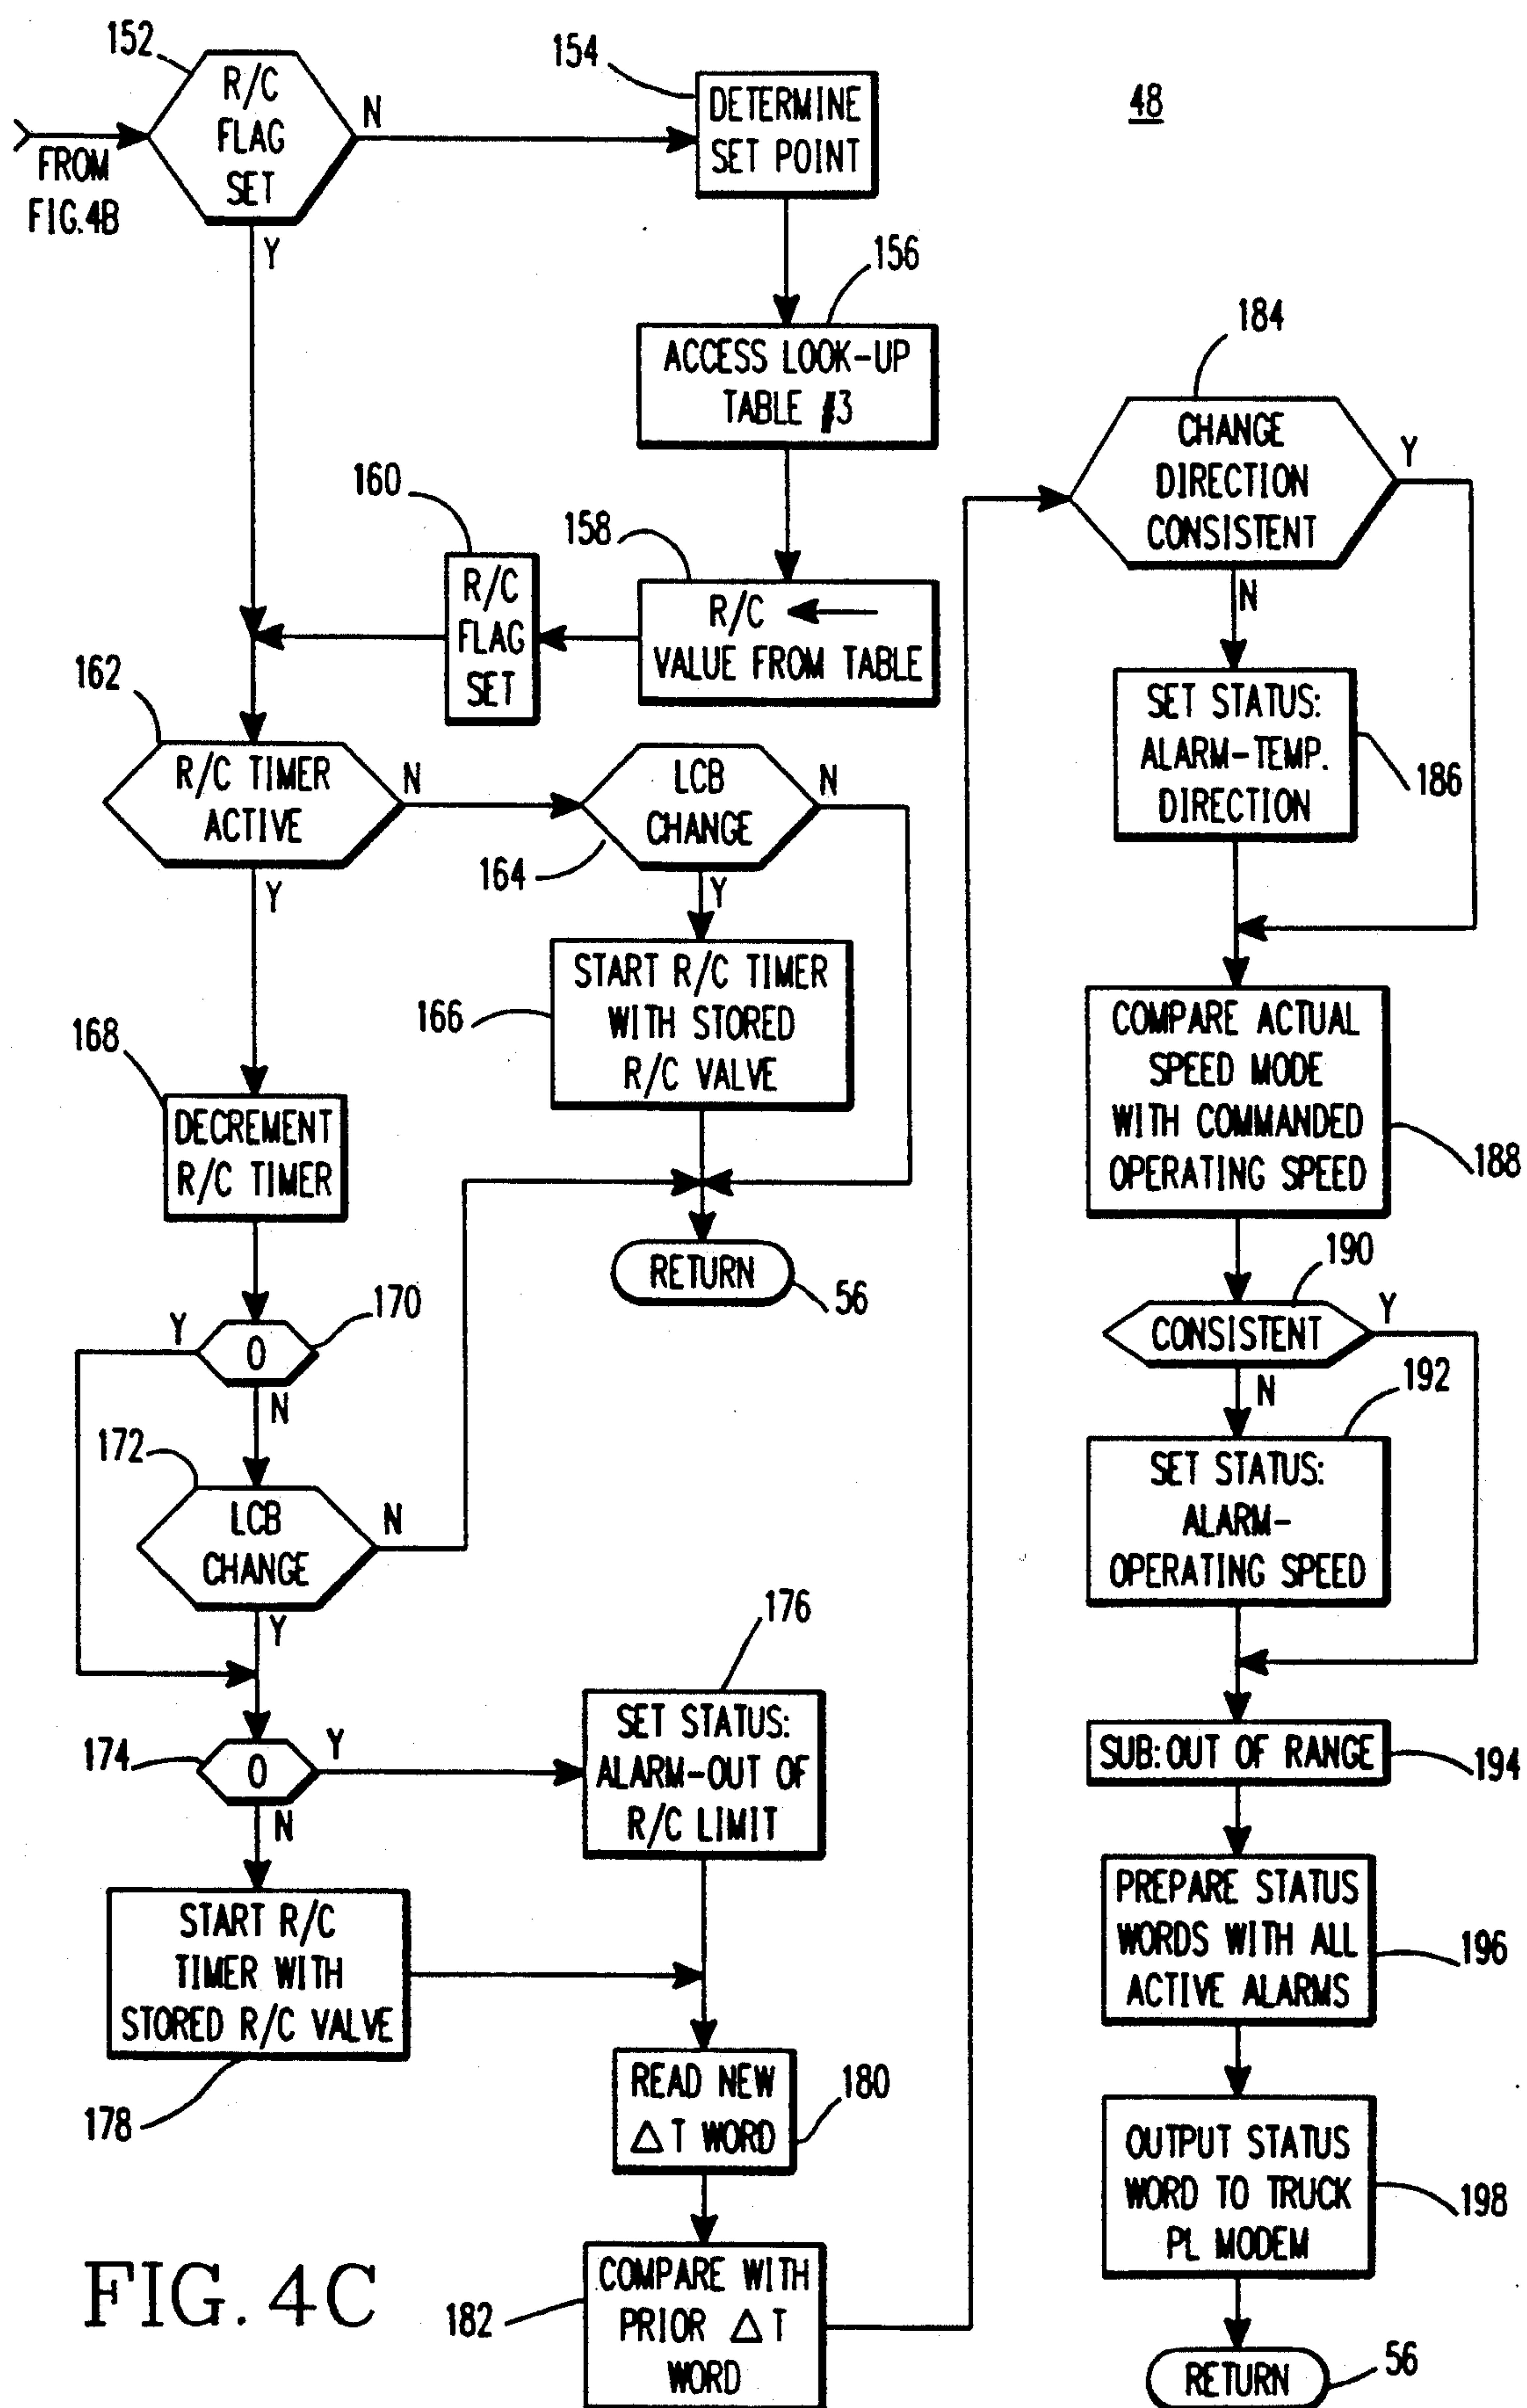 152
R/C
FLAG
SET
N
Y
FROM
FIG.4B
154
DETERMINE
SET POINT
48
156
ACCESS LOOK-UP
TABLE #3
158
R/C
VALUE FROM TABLE
160
R/C
FLAG
SET
162
R/C TIMER
ACTIVE
N
Y
LCB
CHANGE
N
164
Y
166
START R/C TIMER
WITH STORED
R/C VALVE
168
DECREMENT
R/C TIMER
RETURN
56
170
Y
0
N
172
LCB
CHANGE
N
Y
174
0
Y
N
176
SET STATUS:
ALARM-OUT OF
R/C LIMIT
START R/C
TIMER WITH
STORED R/C VALVE
178
READ NEW
△T WORD
180
COMPARE WITH
PRIOR △T
WORD
182
184
CHANGE
DIRECTION
CONSISTENT
Y
N
SET STATUS:
ALARM-TEMP.
DIRECTION
186
COMPARE ACTUAL
SPEED MODE
WITH COMMANDED
OPERATING SPEED
188
190
CONSISTENT
Y
N
192
SET STATUS:
ALARM-
OPERATING SPEED
SUB:OUT OF RANGE
194
PREPARE STATUS
WORDS WITH ALL
ACTIVE ALARMS
196
OUTPUT STATUS
WORD TO TRUCK
PL MODEM
198
RETURN
56
FIG. 4C